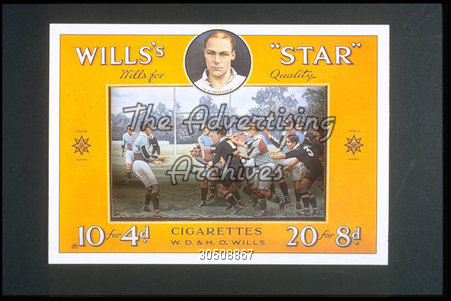 WILLS's "STAR"
Wills for Quality
The Advertising
Archives
CIGARETTES
W. D. & H. O. WILLS.
10 for 4d 20 for 8d
30508867